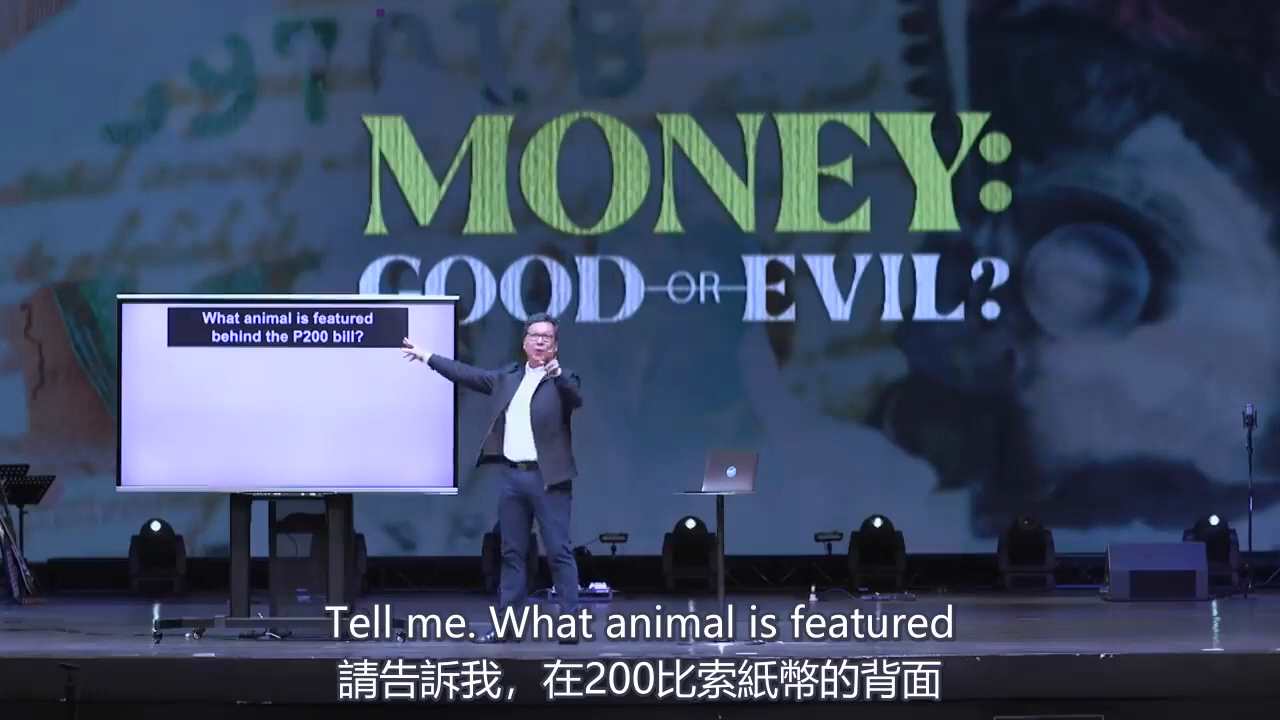 MONEY:
GOOD OR EVIL?
What animal is featured
behind the P200 bill?
Tell me. What animal is featured
請告訴我，在200比索紙幣的背面